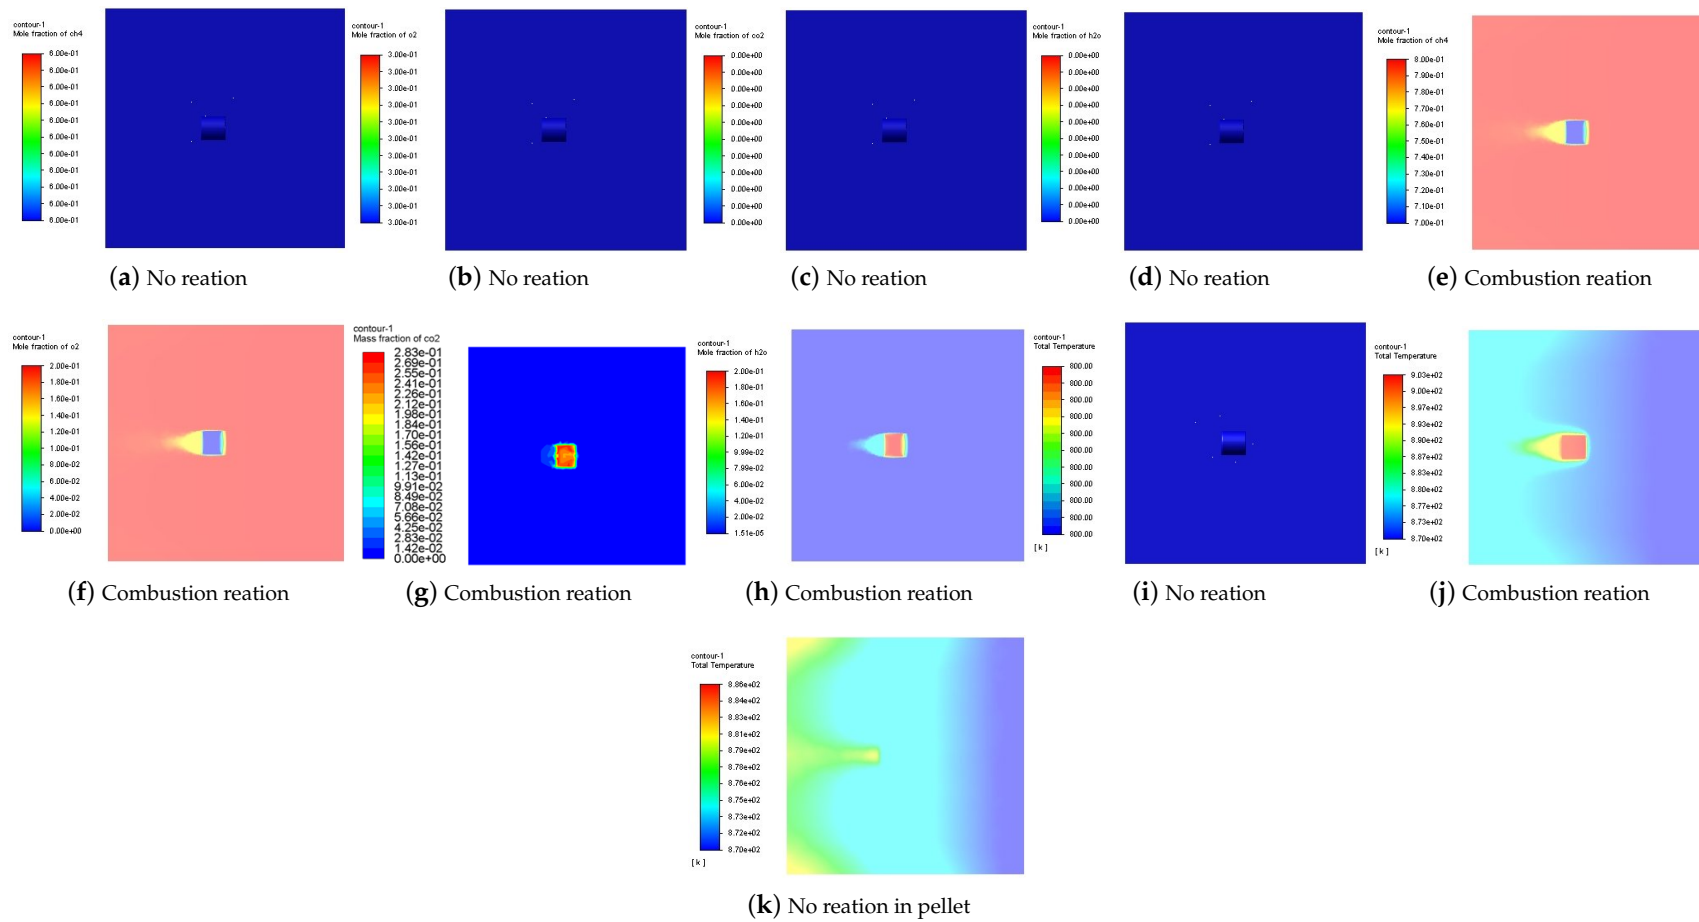 contour-1
Mole fraction of ch4
6.00e-01
6.00e-01
6.00e-01
6.00e-01
6.00e-01
6.00e-01
6.00e-01
6.00e-01
6.00e-01
6.00e-01
6.00e-01
(a) No reation
contour-1
Mole fraction of o2
3.00e-01
3.00e-01
3.00e-01
3.00e-01
3.00e-01
3.00e-01
3.00e-01
3.00e-01
3.00e-01
3.00e-01
3.00e-01
(b) No reation
contour-1
Mole fraction of co2
0.00e+00
0.00e+00
0.00e+00
0.00e+00
0.00e+00
0.00e+00
0.00e+00
0.00e+00
0.00e+00
0.00e+00
0.00e+00
(c) No reation
contour-1
Mole fraction of h2o
0.00e+00
0.00e+00
0.00e+00
0.00e+00
0.00e+00
0.00e+00
0.00e+00
0.00e+00
0.00e+00
0.00e+00
0.00e+00
(d) No reation
contour-1
Mole fraction of ch4
8.00e-01
7.90e-01
7.80e-01
7.70e-01
7.60e-01
7.50e-01
7.40e-01
7.30e-01
7.20e-01
7.10e-01
7.00e-01
(e) Combustion reation
contour-1
Mole fraction of o2
2.00e-01
1.80e-01
1.60e-01
1.40e-01
1.20e-01
1.00e-01
8.00e-02
6.00e-02
4.00e-02
2.00e-02
0.00e+00
(f) Combustion reation
contour-1
Mass fraction of co2
2.83e-01
2.69e-01
2.55e-01
2.41e-01
2.26e-01
2.12e-01
1.98e-01
1.84e-01
1.70e-01
1.56e-01
1.42e-01
1.27e-01
1.13e-01
9.91e-02
8.49e-02
7.08e-02
5.66e-02
4.25e-02
2.83e-02
1.42e-02
0.00e+00
(g) Combustion reation
contour-1
Mole fraction of h2o
2.00e-01
1.80e-01
1.60e-01
1.40e-01
1.20e-01
9.99e-02
7.99e-02
5.99e-02
4.00e-02
2.00e-02
1.51e-05
(h) Combustion reation
contour-1
Total Temperature
800.00
800.00
800.00
800.00
800.00
800.00
800.00
800.00
800.00
800.00
800.00
[ k ]
(i) No reation
contour-1
Total Temperature
9.03e+02
9.00e+02
8.97e+02
8.93e+02
8.90e+02
8.87e+02
8.83e+02
8.80e+02
8.77e+02
8.73e+02
8.70e+02
[ k ]
(j) Combustion reation
contour-1
Total Temperature
8.86e+02
8.84e+02
8.83e+02
8.81e+02
8.80e+02
8.78e+02
8.76e+02
8.75e+02
8.73e+02
8.72e+02
8.70e+02
[ k ]
(k) No reation in pellet